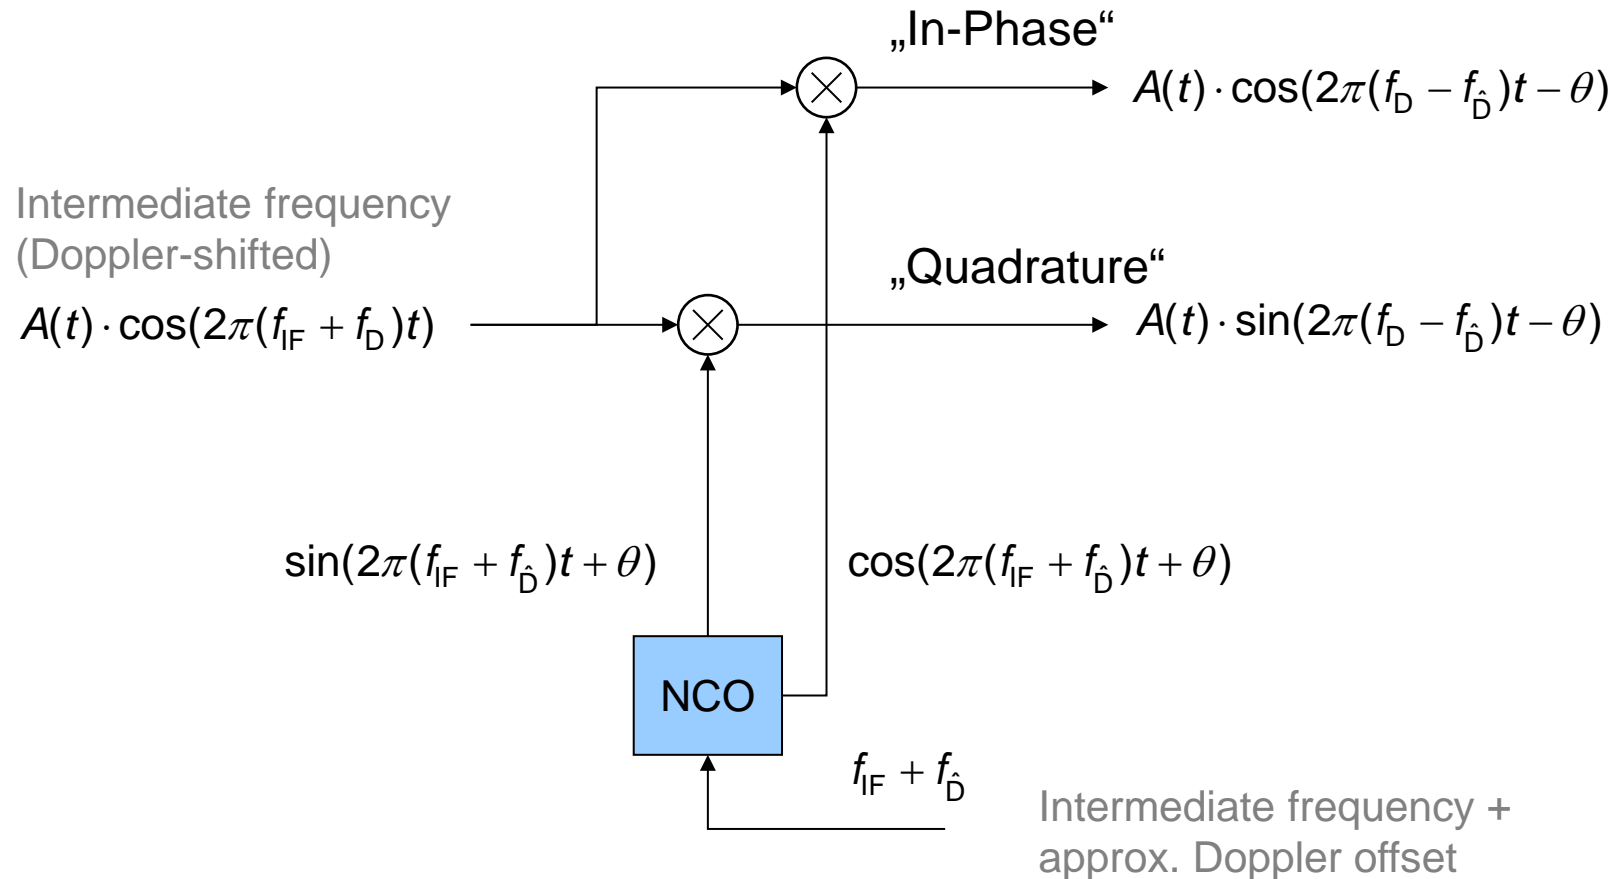 „In-Phase“
A(t) · cos(2π(f_D − f_D̂)t − θ)
Intermediate frequency
(Doppler-shifted)
A(t) · cos(2π(f_IF + f_D)t)
„Quadrature“
A(t) · sin(2π(f_D − f_D̂)t − θ)
sin(2π(f_IF + f_D̂)t + θ)
cos(2π(f_IF + f_D̂)t + θ)
NCO
f_IF + f_D̂
Intermediate frequency +
approx. Doppler offset